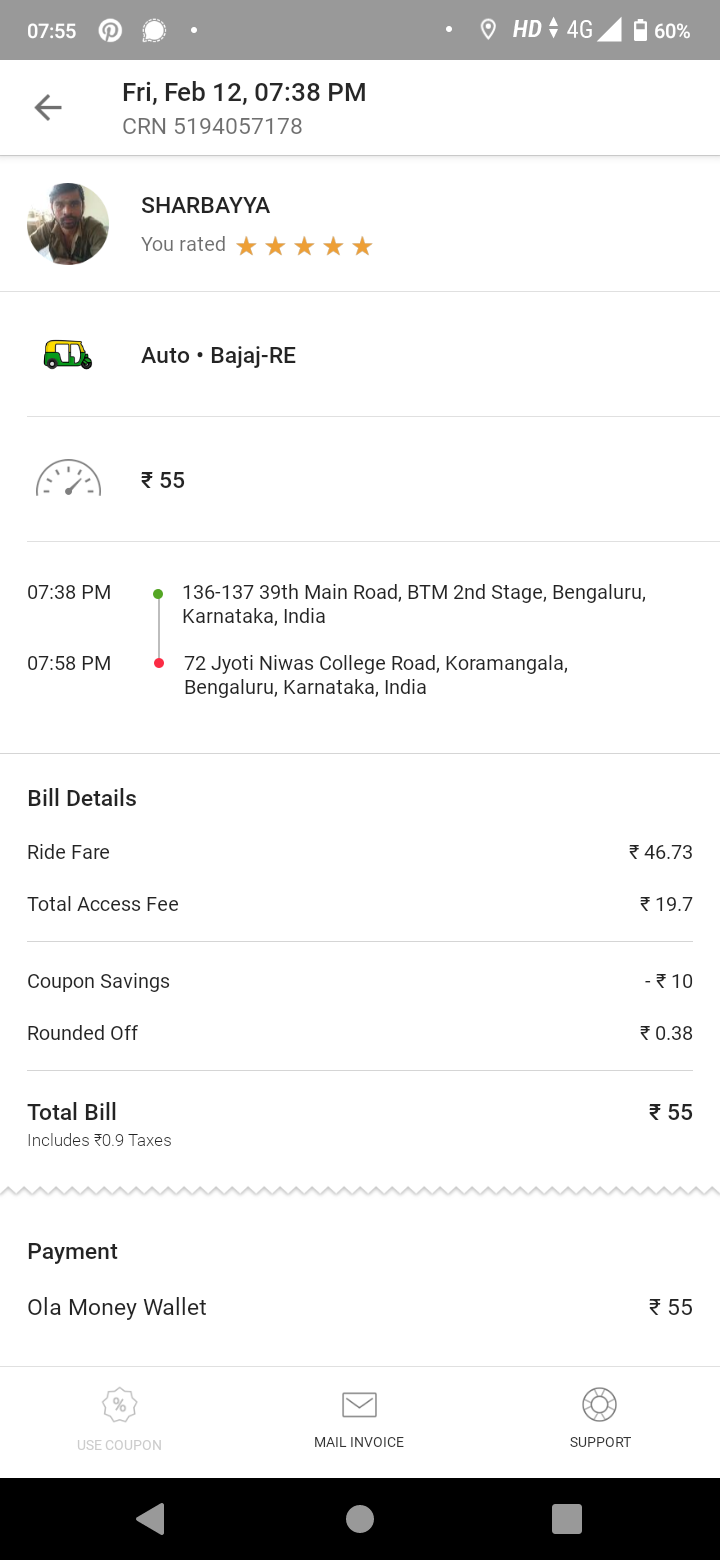 07:55 HD 4G 60%
Fri, Feb 12, 07:38 PM
CRN 5194057178
SHARBAYYA
You rated
Auto • Bajaj-RE
₹ 55
07:38 PM 136-137 39th Main Road, BTM 2nd Stage, Bengaluru,
Karnataka, India
07:58 PM 72 Jyoti Niwas College Road, Koramangala,
Bengaluru, Karnataka, India
Bill Details
Ride Fare ₹ 46.73
Total Access Fee ₹ 19.7
Coupon Savings - ₹ 10
Rounded Off ₹ 0.38
Total Bill ₹ 55
Includes ₹0.9 Taxes
Payment
Ola Money Wallet ₹ 55
% 
USE COUPON MAIL INVOICE SUPPORT